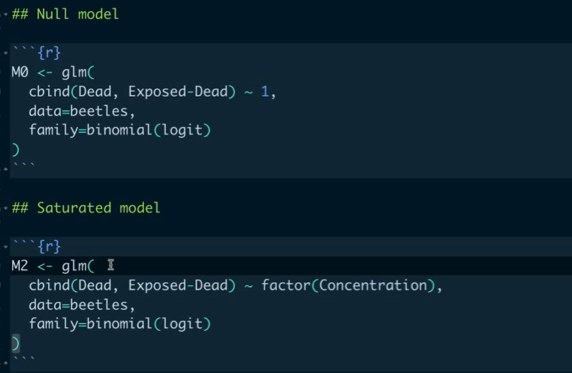 ## Null model
```{r}
M0 <- glm(
cbind(Dead, Exposed-Dead) ~ 1,
data=beetles,
family=binomial(logit)
)
```
## Saturated model
```{r}
M2 <- glm(
cbind(Dead, Exposed-Dead) ~ factor(Concentration),
data=beetles,
family=binomial(logit)
)
```